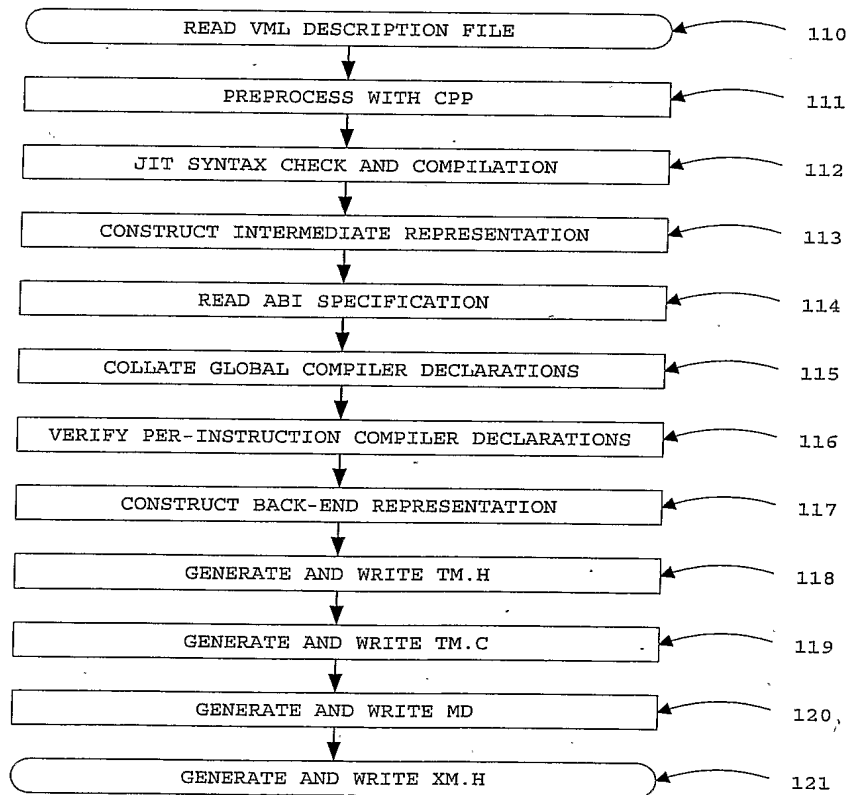 READ VML DESCRIPTION FILE 110
PREPROCESS WITH CPP 111
JIT SYNTAX CHECK AND COMPILATION 112
CONSTRUCT INTERMEDIATE REPRESENTATION 113
READ ABI SPECIFICATION 114
COLLATE GLOBAL COMPILER DECLARATIONS 115
VERIFY PER-INSTRUCTION COMPILER DECLARATIONS 116
CONSTRUCT BACK-END REPRESENTATION 117
GENERATE AND WRITE TM.H 118
GENERATE AND WRITE TM.C 119
GENERATE AND WRITE MD 120
GENERATE AND WRITE XM.H 121